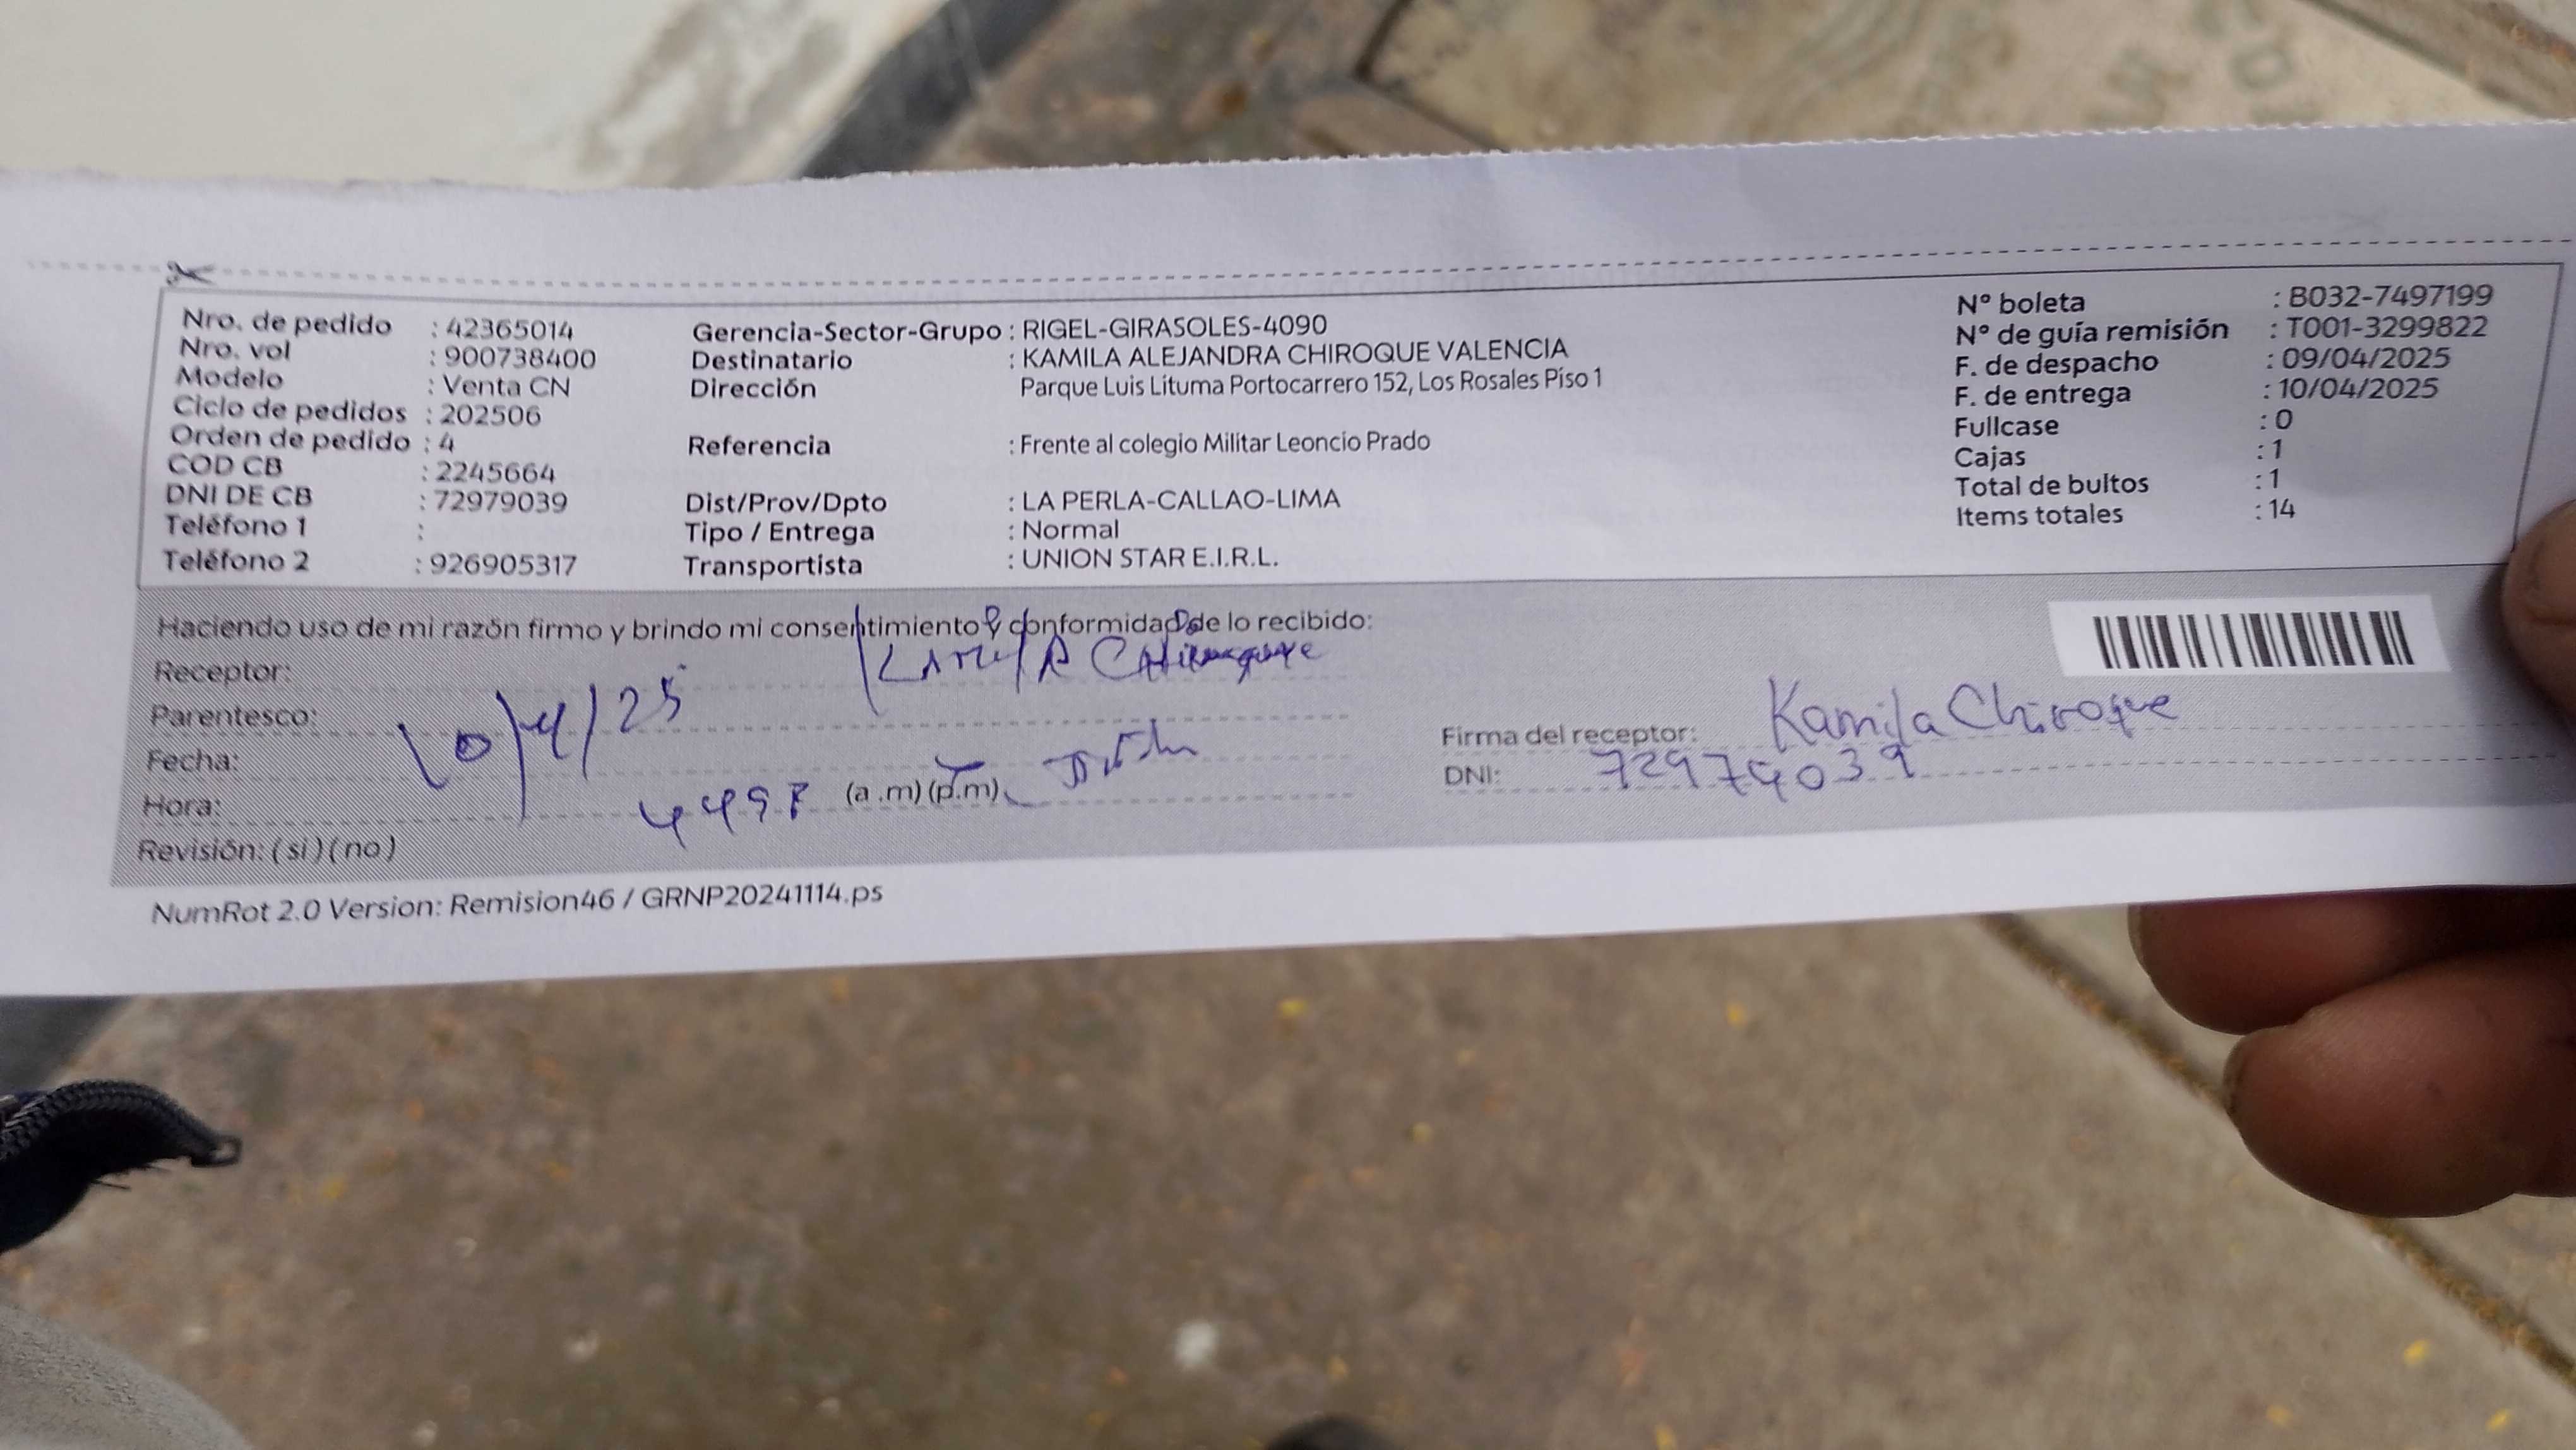 Nro. de pedido : 42365014
Nro. vol : 900738400
Modelo : Venta CN
Ciclo de pedidos : 202506
Orden de pedido : 4
COD CB : 2245664
DNI DE CB : 72979039
Teléfono 1 :
Teléfono 2 : 926905317
Gerencia-Sector-Grupo : RIGEL-GIRASOLES-4090
Destinatario : KAMILA ALEJANDRA CHIROQUE VALENCIA
Dirección Parque Luis Lituma Portocarrero 152, Los Rosales Piso 1
Referencia : Frente al colegio Militar Leoncio Prado
Dist/Prov/Dpto : LA PERLA-CALLAO-LIMA
Tipo / Entrega : Normal
Transportista : UNION STAR E.I.R.L.
N° boleta : B032-7497199
N° de guía remisión : T001-3299822
F. de despacho : 09/04/2025
F. de entrega : 10/04/2025
Fullcase : 0
Cajas : 1
Total de bultos : 1
Items totales : 14
Haciendo uso de mi razón firmo y brindo mi consentimiento y conformidad de lo recibido:
Receptor:
Parentesco:
Fecha: 10/4/25
Hora: (a .m) (p.m)
Revisión: ( si ) ( no )
Firma del receptor: Kamila Chiroque
DNI: 72979039
NumRot 2.0 Version: Remision46 / GRNP20241114.ps